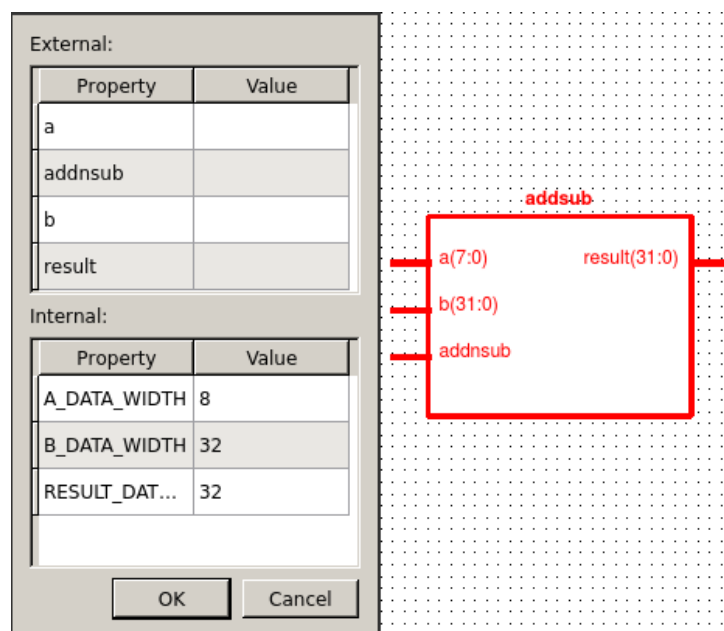 External:
Property Value
a
addnsub
b
result
Internal:
Property Value
A_DATA_WIDTH 8
B_DATA_WIDTH 32
RESULT_DAT... 32
OK Cancel
addsub
a(7:0) result(31:0)
b(31:0)
addnsub